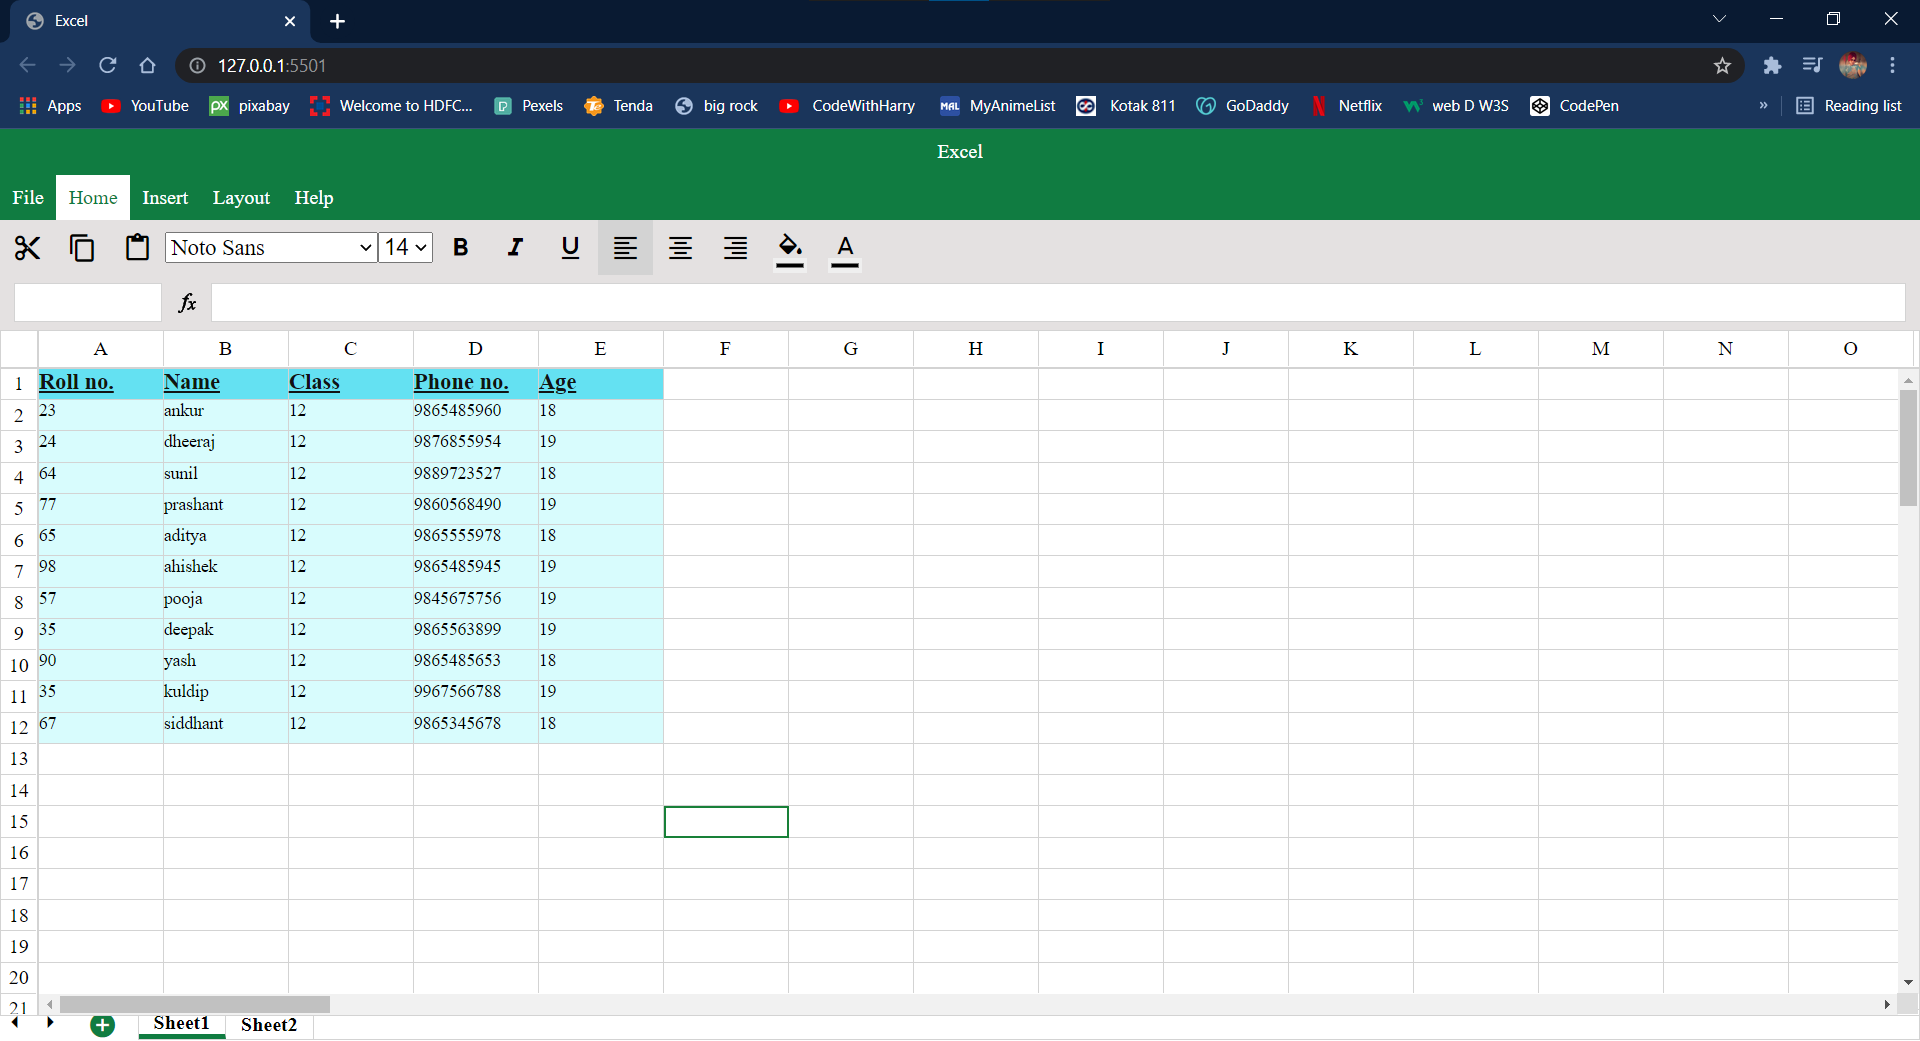 Excel
127.0.0.1:5501
Apps YouTube pixabay Welcome to HDFC... Pexels Tenda big rock CodeWithHarry MyAnimeList Kotak 811 GoDaddy Netflix web D W3S CodePen » Reading list
Excel
File Home Insert Layout Help
Noto Sans 14 B I U A
fx
A B C D E F G H I J K L M N O
1 Roll no. Name Class Phone no. Age
2 23 ankur 12 9865485960 18
3 24 dheeraj 12 9876855954 19
4 64 sunil 12 9889723527 18
5 77 prashant 12 9860568490 19
6 65 aditya 12 9865555978 18
7 98 ahishek 12 9865485945 19
8 57 pooja 12 9845675756 19
9 35 deepak 12 9865563899 19
10 90 yash 12 9865485653 18
11 35 kuldip 12 9967566788 19
12 67 siddhant 12 9865345678 18
13
14
15
16
17
18
19
20
21
Sheet1 Sheet2